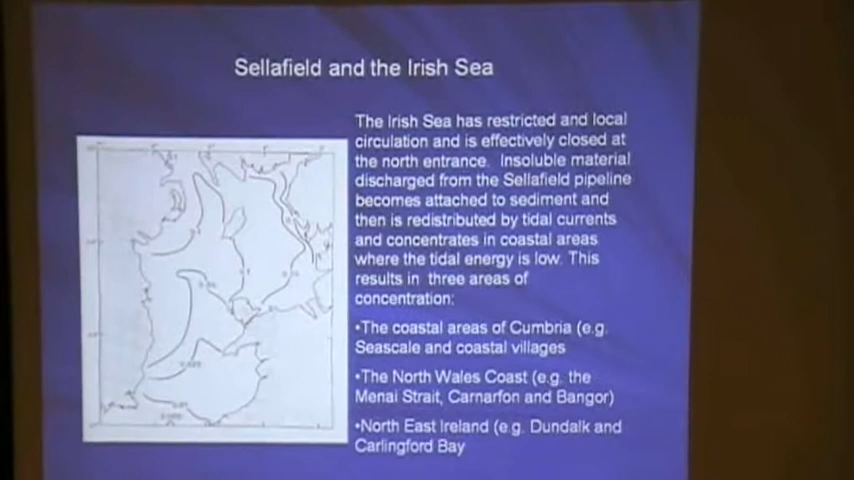 Sellafield and the Irish Sea
The Irish Sea has restricted and local
circulation and is effectively closed at
the north entrance. Insoluble material
discharged from the Sellafield pipeline
becomes attached to sediment and
then is redistributed by tidal currents
and concentrates in coastal areas
where the tidal energy is low. This
results in three areas of
concentration:
•The coastal areas of Cumbria (e.g.
Seascale and coastal villages
•The North Wales Coast (e.g. the
Menai Strait, Carnarfon and Bangor)
•North East Ireland (e.g. Dundalk and
Carlingford Bay